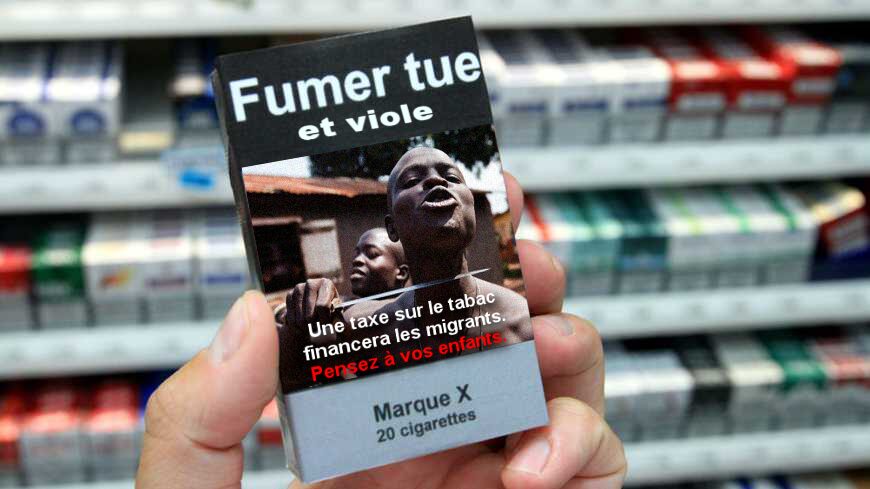 Fumer tue
et viole
Une taxe sur le tabac
financera les migrants.
Pensez à vos enfants.
Marque X
20 cigarettes